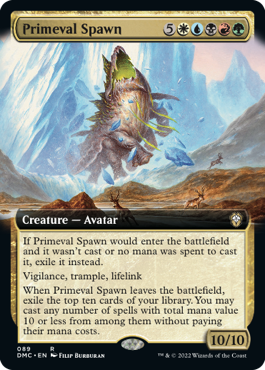 Primeval Spawn 5
Creature — Avatar
If Primeval Spawn would enter the battlefield
and it wasn't cast or no mana was spent to
cast it, exile it instead.
Vigilance, trample, lifelink
When Primeval Spawn leaves the battlefield,
exile the top ten cards of your library. You may
cast any number of spells with total mana value
10 or less from among them without paying
their mana costs.
10/10
089 R
DMC • EN FILIP BURBURAN
™ & © 2022 Wizards of the Coast